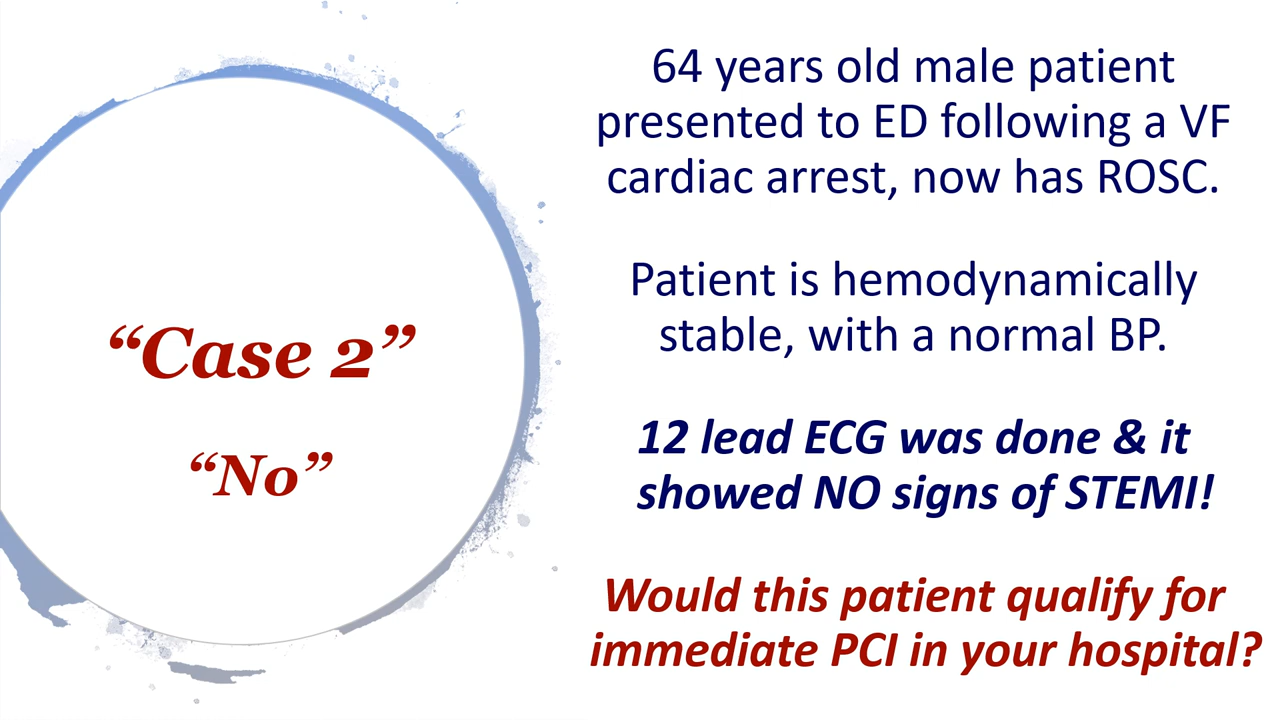 “Case 2”
“No”
64 years old male patient
presented to ED following a VF
cardiac arrest, now has ROSC.
Patient is hemodynamically
stable, with a normal BP.
12 lead ECG was done & it
showed NO signs of STEMI!
Would this patient qualify for
immediate PCI in your hospital?